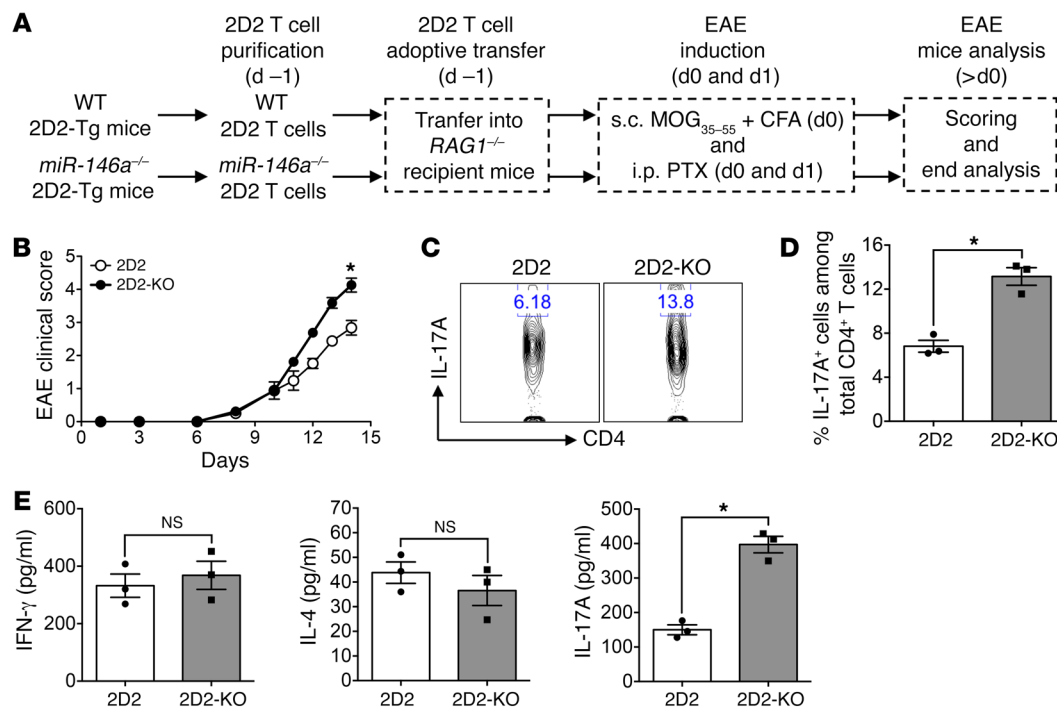 A
2D2 T cell
purification
(d –1)
2D2 T cell
adoptive transfer
(d –1)
EAE
induction
(d0 and d1)
EAE
mice analysis
(>d0)
WT
2D2-Tg mice
WT
2D2 T cells
miR-146a–/–
2D2-Tg mice
miR-146a–/–
2D2 T cells
Tranfer into
RAG1–/–
recipient mice
s.c. MOG35–55 + CFA (d0)
and
i.p. PTX (d0 and d1)
Scoring
and
end analysis
B
EAE clinical score
5
4
3
2
1
0
2D2
2D2-KO
*
0 3 6 9 12 15
Days
C
2D2
2D2-KO
6.18
13.8
IL-17A
CD4
D
% IL-17A+ cells among
total CD4+ T cells
16
12
8
4
0
*
2D2
2D2-KO
E
IFN-γ (pg/ml)
600
400
200
0
NS
2D2
2D2-KO
IL-4 (pg/ml)
70
60
50
40
30
20
10
0
NS
2D2
2D2-KO
IL-17A (pg/ml)
500
400
300
200
100
0
*
2D2
2D2-KO